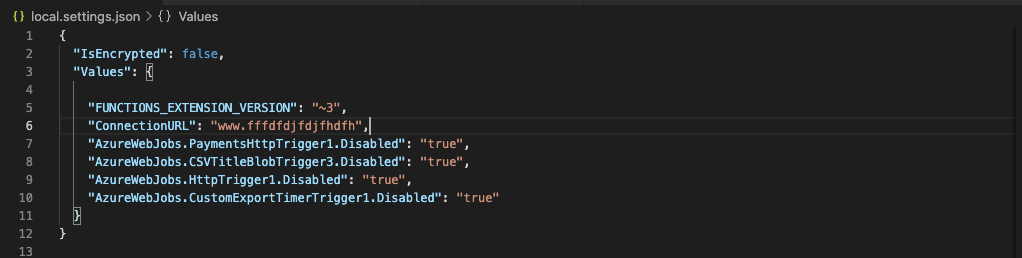 {} local.settings.json > {} Values
1 {
2 "IsEncrypted": false,
3 "Values": {
4
5 "FUNCTIONS_EXTENSION_VERSION": "~3",
6 "ConnectionURL": "www.fffdfdjfdjfhdfh",
7 "AzureWebJobs.PaymentsHttpTrigger1.Disabled": "true",
8 "AzureWebJobs.CSVTitleBlobTrigger3.Disabled": "true",
9 "AzureWebJobs.HttpTrigger1.Disabled": "true",
10 "AzureWebJobs.CustomExportTimerTrigger1.Disabled": "true"
11 }
12 }
13